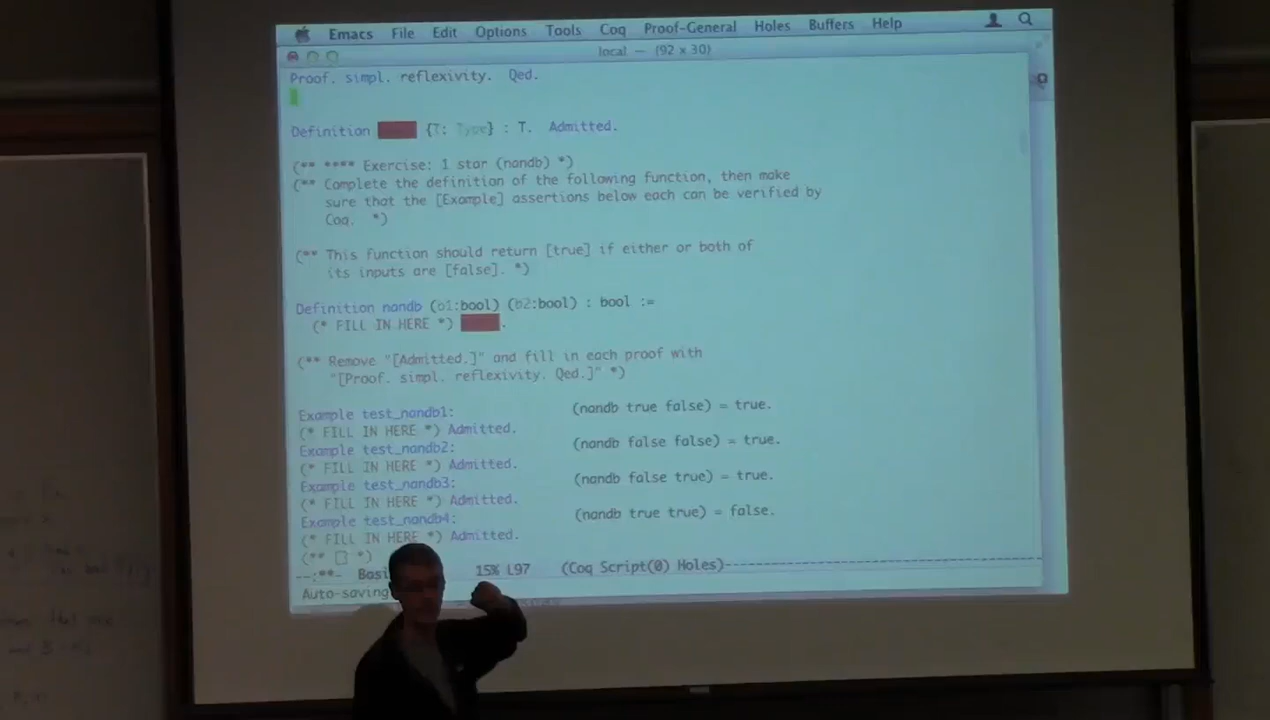 Emacs File Edit Options Tools Coq Proof-General Holes Buffers Help
local — (92 x 30)
Proof. simpl. reflexivity. Qed.
Definition {T: Type} : T. Admitted.
(** **** Exercise: 1 star (nandb) *)
(** Complete the definition of the following function, then make
sure that the [Example] assertions below each can be verified by
Coq. *)
(** This function should return [true] if either or both of
its inputs are [false]. *)
Definition nandb (b1:bool) (b2:bool) : bool :=
(* FILL IN HERE *) .
(** Remove "[Admitted.]" and fill in each proof with
"[Proof. simpl. reflexivity. Qed.]" *)
Example test_nandb1: (nandb true false) = true.
(* FILL IN HERE *) Admitted.
Example test_nandb2: (nandb false false) = true.
(* FILL IN HERE *) Admitted.
Example test_nandb3: (nandb false true) = true.
(* FILL IN HERE *) Admitted.
Example test_nandb4: (nandb true true) = false.
(* FILL IN HERE *) Admitted.
(** [] *)
--:**- Basi 15% L97 (Coq Script(0) Holes)
Auto-saving